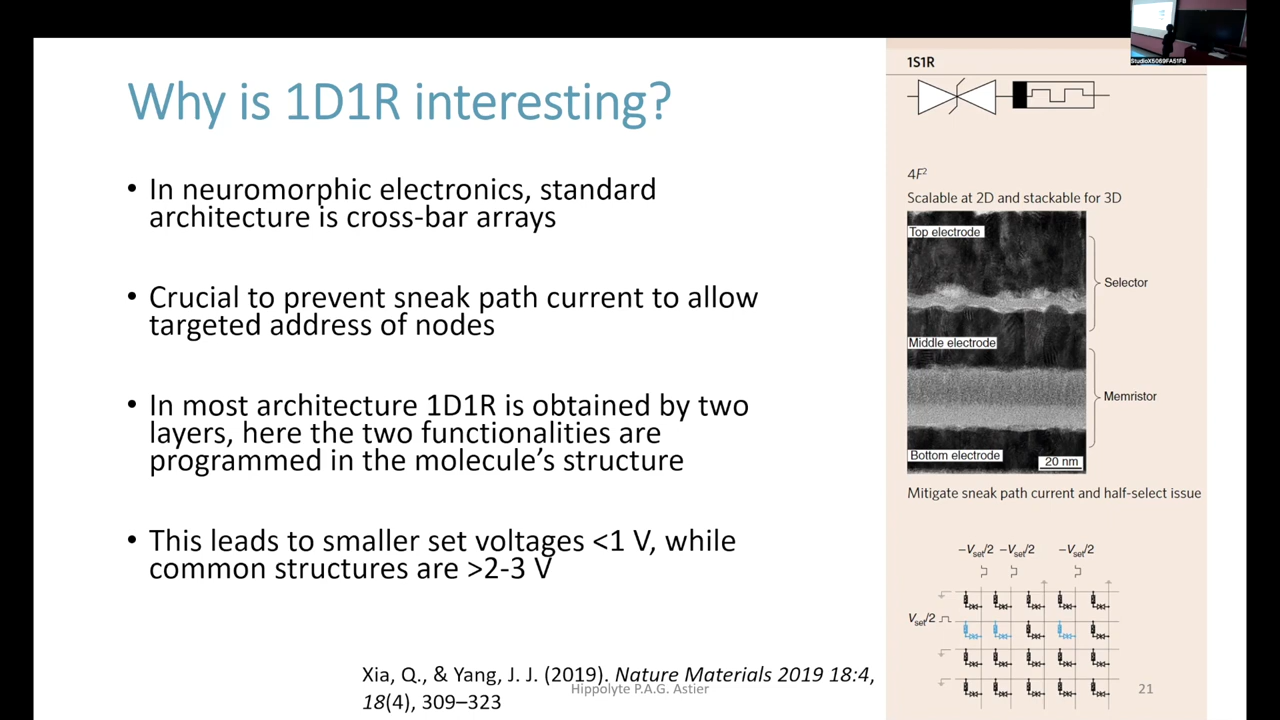 StudioX5069FA51FB
Why is 1D1R interesting?
• In neuromorphic electronics, standard
architecture is cross-bar arrays
• Crucial to prevent sneak path current to allow
targeted address of nodes
• In most architecture 1D1R is obtained by two
layers, here the two functionalities are
programmed in the molecule's structure
• This leads to smaller set voltages <1 V, while
common structures are >2-3 V
Xia, Q., & Yang, J. J. (2019). Nature Materials 2019 18:4,
18(4), 309–323
Hippolyte P.A.G. Astier
21
1S1R
4F²
Scalable at 2D and stackable for 3D
Top electrode
Selector
Middle electrode
Memristor
Bottom electrode
20 nm
Mitigate sneak path current and half-select issue
−Vset/2 −Vset/2 −Vset/2
Vset/2